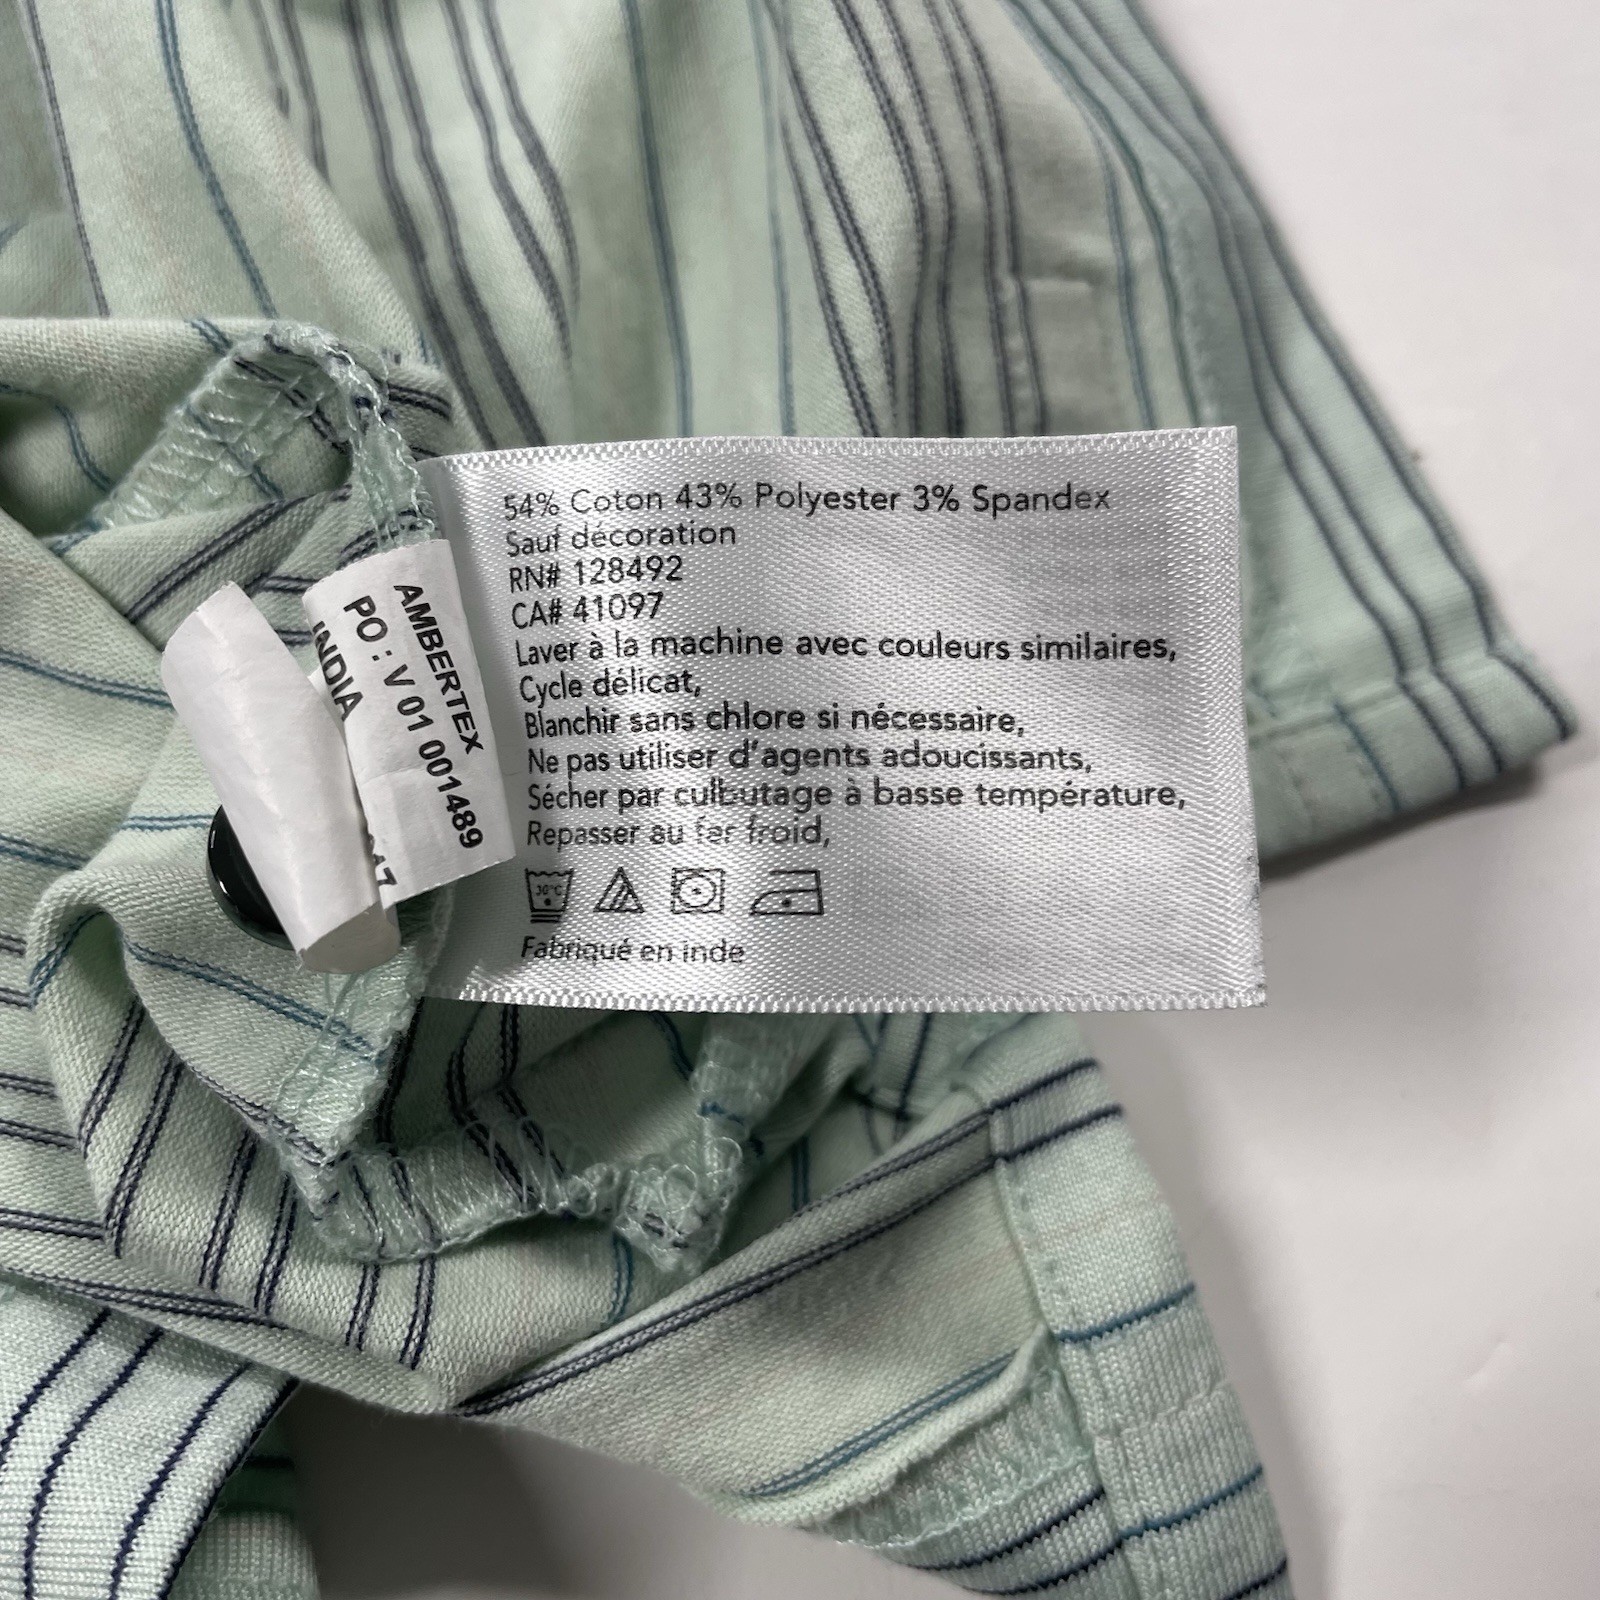 54% Coton 43% Polyester 3% Spandex
Sauf décoration
RN# 128492
CA# 41097
Laver à la machine avec couleurs similaires,
Cycle délicat,
Blanchir sans chlore si nécessaire,
Ne pas utiliser d'agents adoucissants,
Sécher par culbutage à basse température,
Repasser au fer froid,
30°C
Fabriqué en inde
AMBERTEX
PO : V 01 001489
INDIA